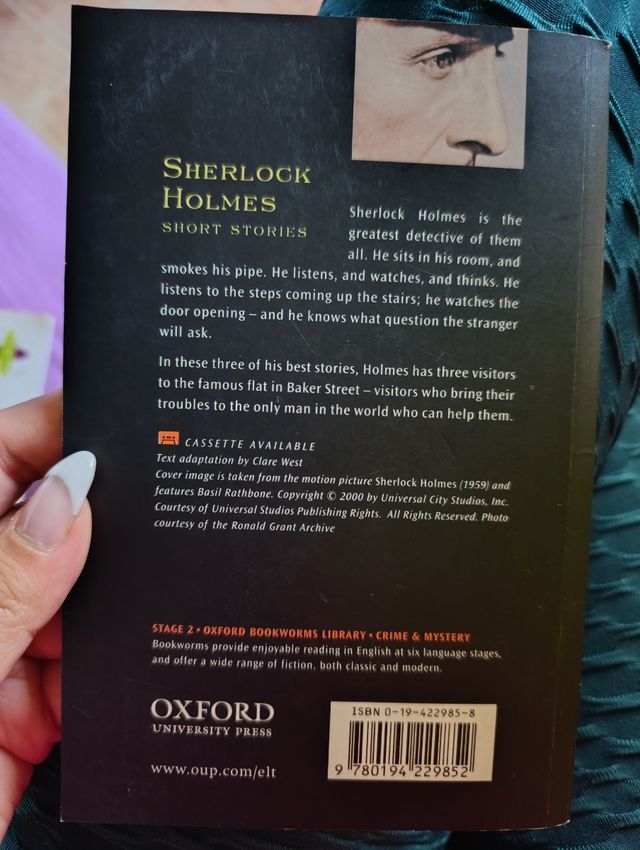 SHERLOCK
HOLMES
SHORT STORIES
Sherlock Holmes is the
greatest detective of them
all. He sits in his room, and
smokes his pipe. He listens, and watches, and thinks. He
listens to the steps coming up the stairs; he watches the
door opening – and he knows what question the stranger
will ask.
In these three of his best stories, Holmes has three visitors
to the famous flat in Baker Street – visitors who bring their
troubles to the only man in the world who can help them.
CASSETTE AVAILABLE
Text adaptation by Clare West
Cover image is taken from the motion picture Sherlock Holmes (1959) and
features Basil Rathbone. Copyright © 2000 by Universal City Studios, Inc.
Courtesy of Universal Studios Publishing Rights. All Rights Reserved. Photo
courtesy of the Ronald Grant Archive
STAGE 2 • OXFORD BOOKWORMS LIBRARY • CRIME & MYSTERY
Bookworms provide enjoyable reading in English at six language stages,
and offer a wide range of fiction, both classic and modern.
OXFORD
UNIVERSITY PRESS
www.oup.com/elt
ISBN 0-19-422985-8
9 780194 229852